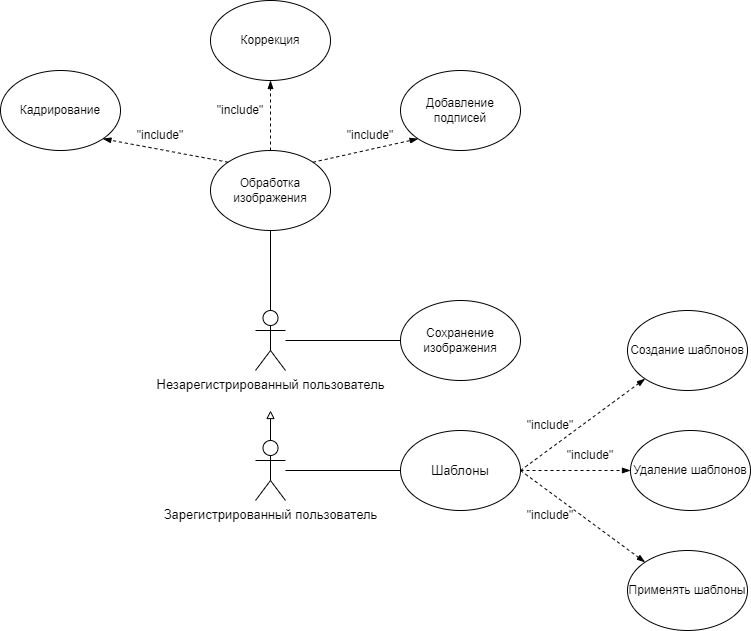 Коррекция
Кадрирование
"include"
Добавление
подписей
"include"
"include"
Обработка
изображения
Сохранение
изображения
Незарегистрированный пользователь
Создание шаблонов
"include"
Шаблоны
"include"
Удаление шаблонов
Зарегистрированный пользователь
"include"
Применять шаблоны